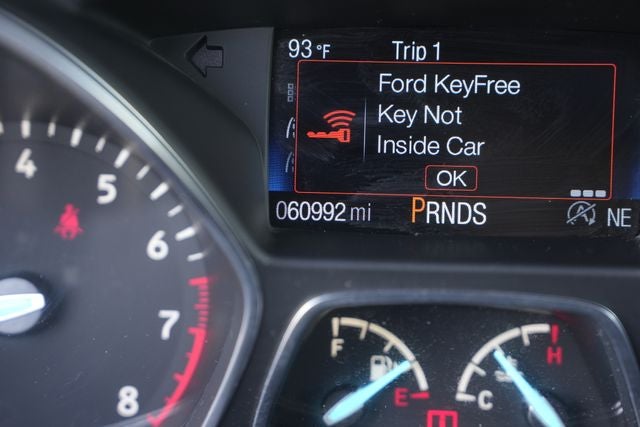 93 °F Trip 1
Ford KeyFree
Key Not
Inside Car
OK
060992 mi PRNDS NE
4
5
6
7
8
F
E
H
C